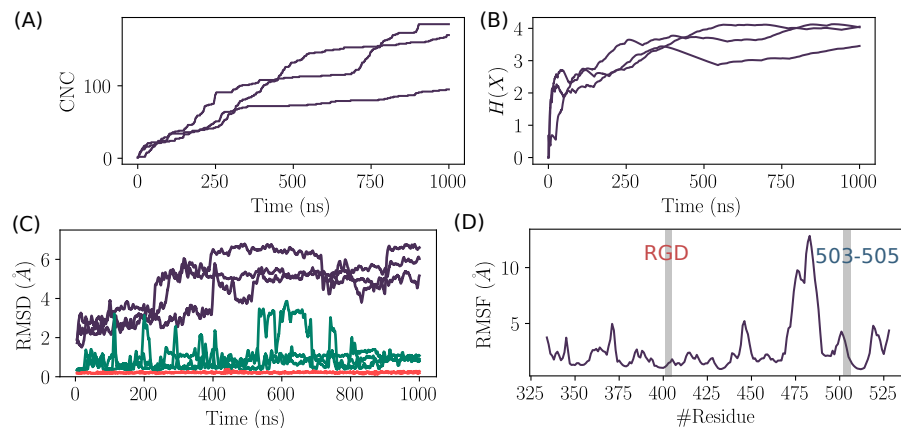 (A)
CNC
100
0
0 250 500 750 1000
Time (ns)
(B)
H(X)
4
3
2
1
0
0 250 500 750 1000
Time (ns)
(C)
RMSD (Å)
6
4
2
0
0 200 400 600 800 1000
Time (ns)
(D)
RGD
503-505
RMSF (Å)
10
5
325 350 375 400 425 450 475 500 525
#Residue